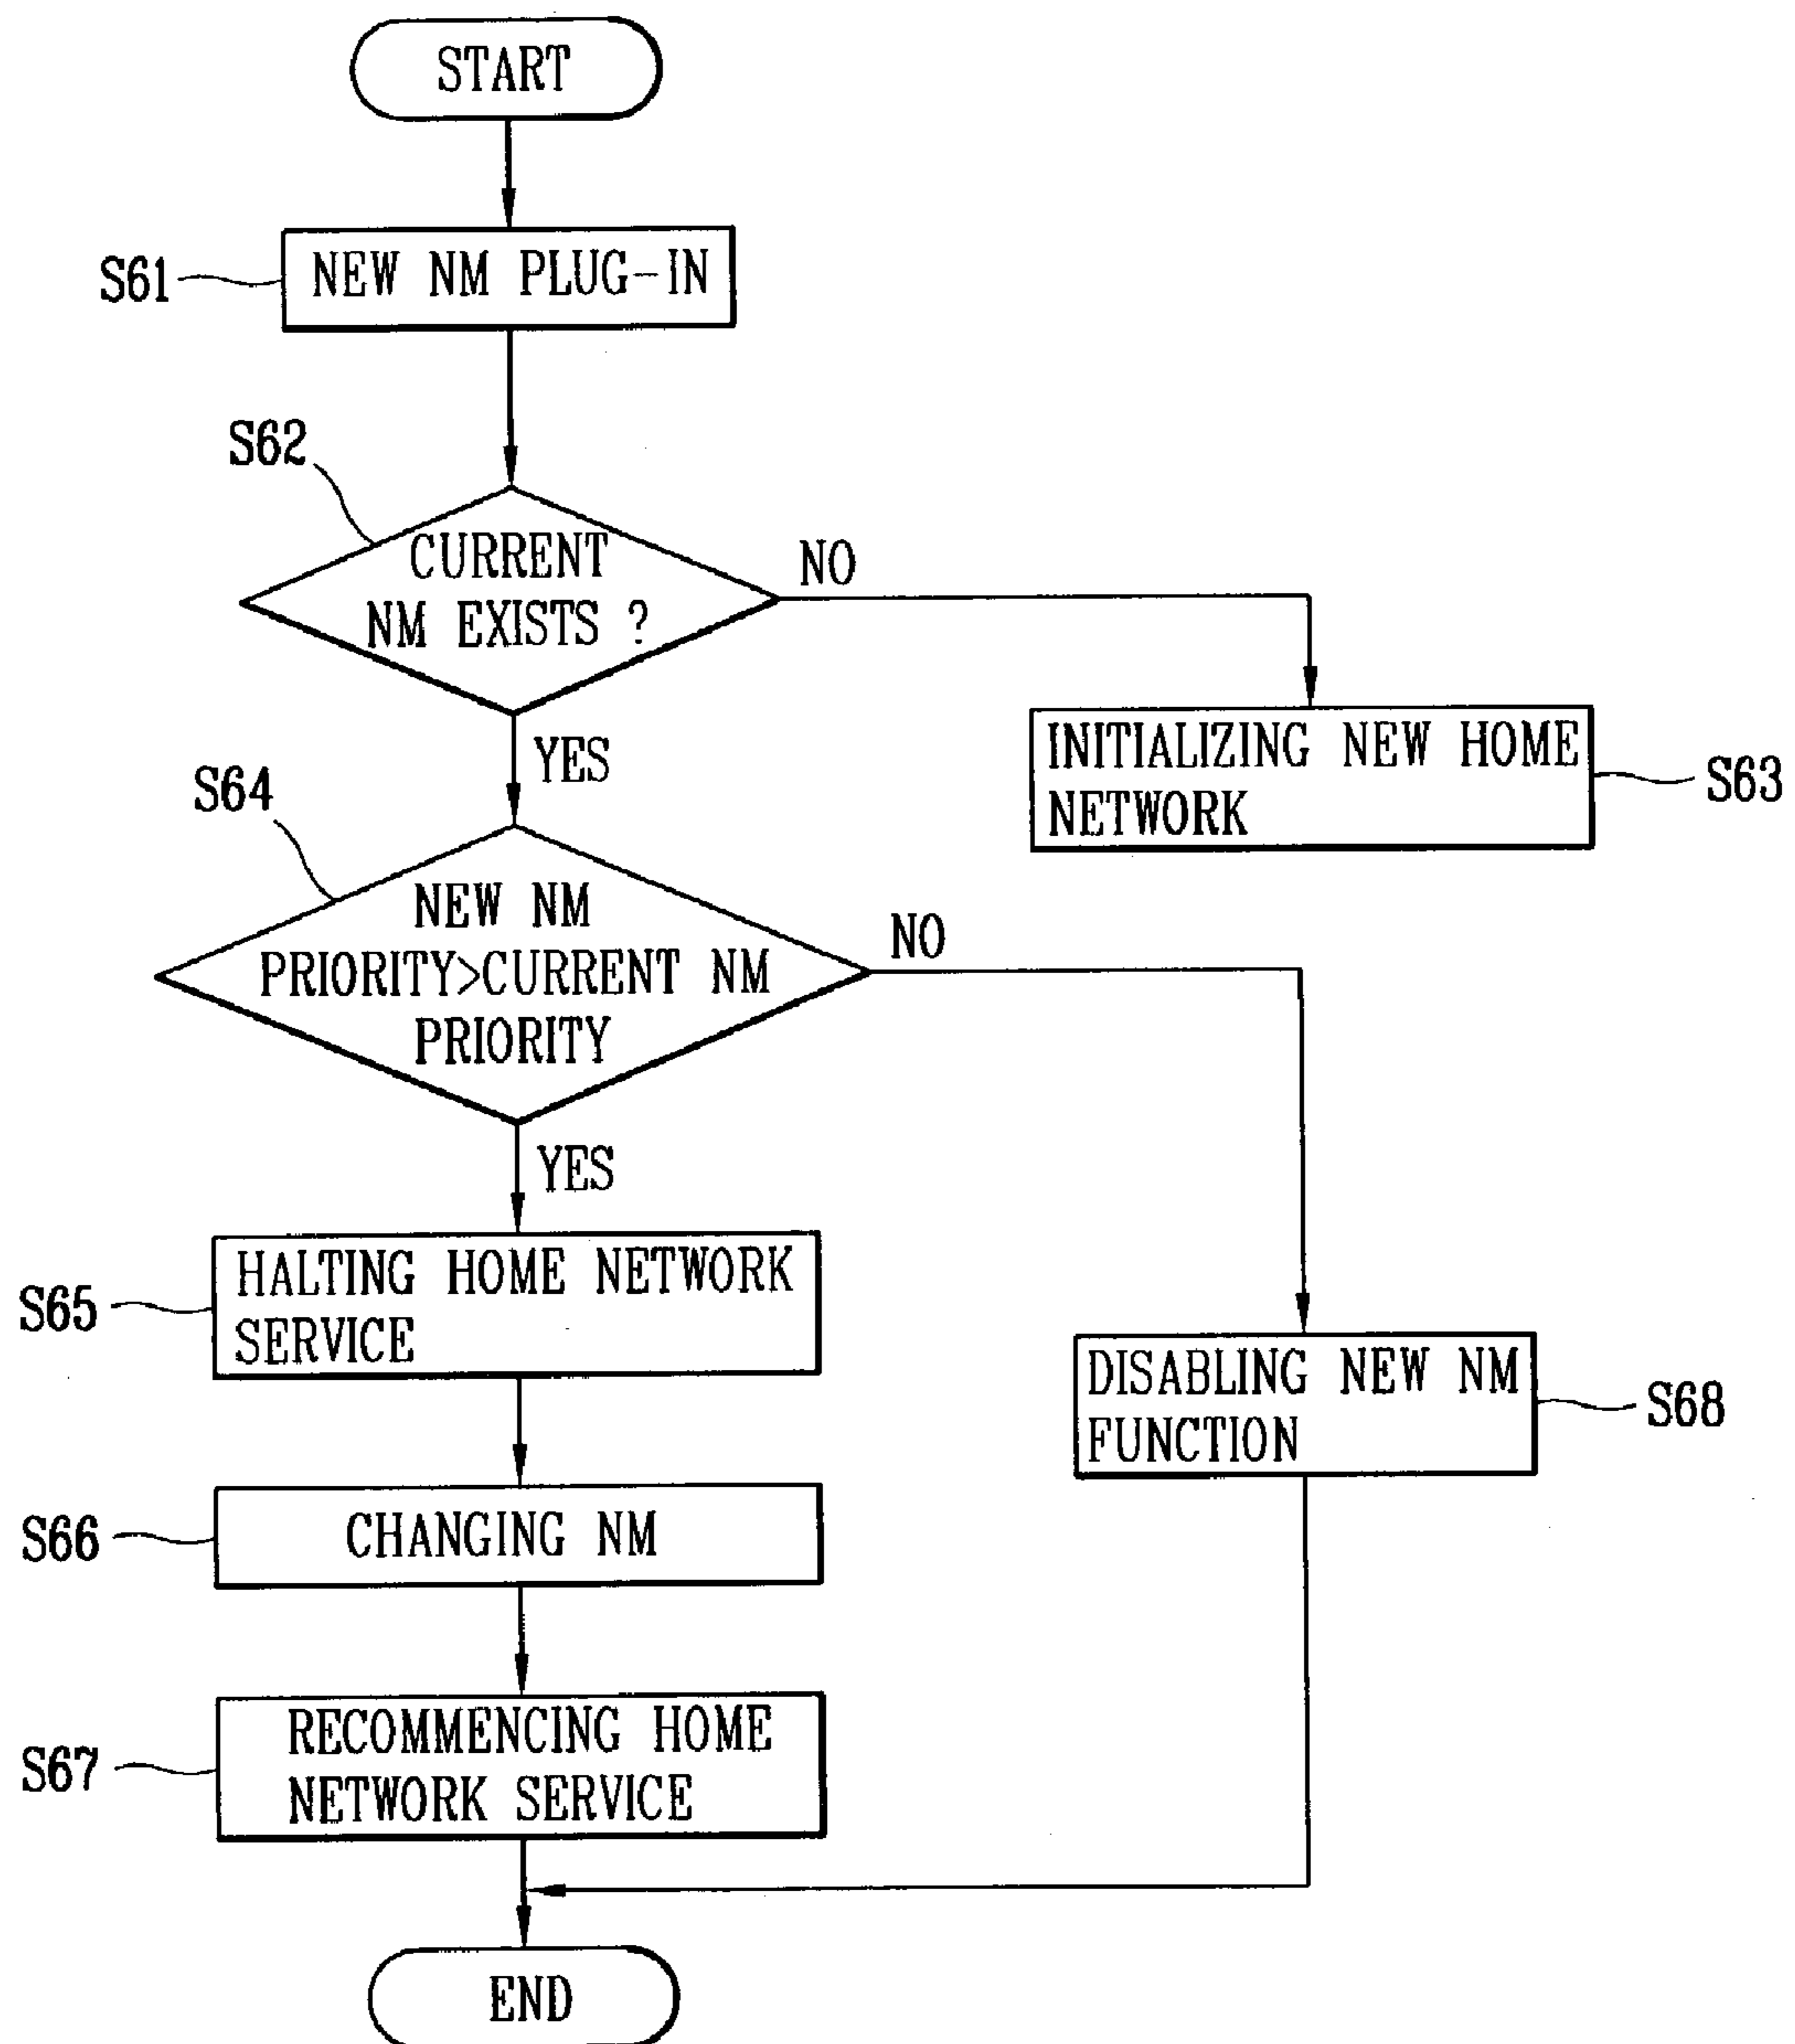 START
S61
NEW NM PLUG-IN
S62
CURRENT
NM EXISTS ?
NO
YES
INITIALIZING NEW HOME
NETWORK
S63
S64
NEW NM
PRIORITY>CURRENT NM
PRIORITY
NO
YES
S65
HALTING HOME NETWORK
SERVICE
DISABLING NEW NM
FUNCTION
S68
S66
CHANGING NM
S67
RECOMMENCING HOME
NETWORK SERVICE
END